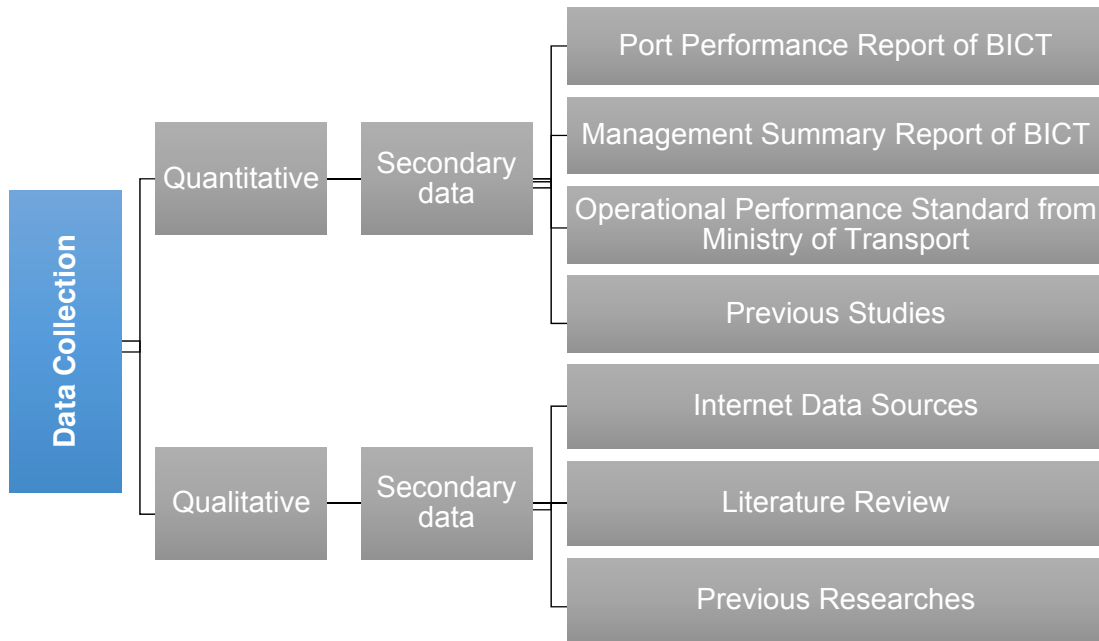 Data Collection
Quantitative
Secondary
data
Port Performance Report of BICT
Management Summary Report of BICT
Operational Performance Standard from
Ministry of Transport
Previous Studies
Qualitative
Secondary
data
Internet Data Sources
Literature Review
Previous Researches